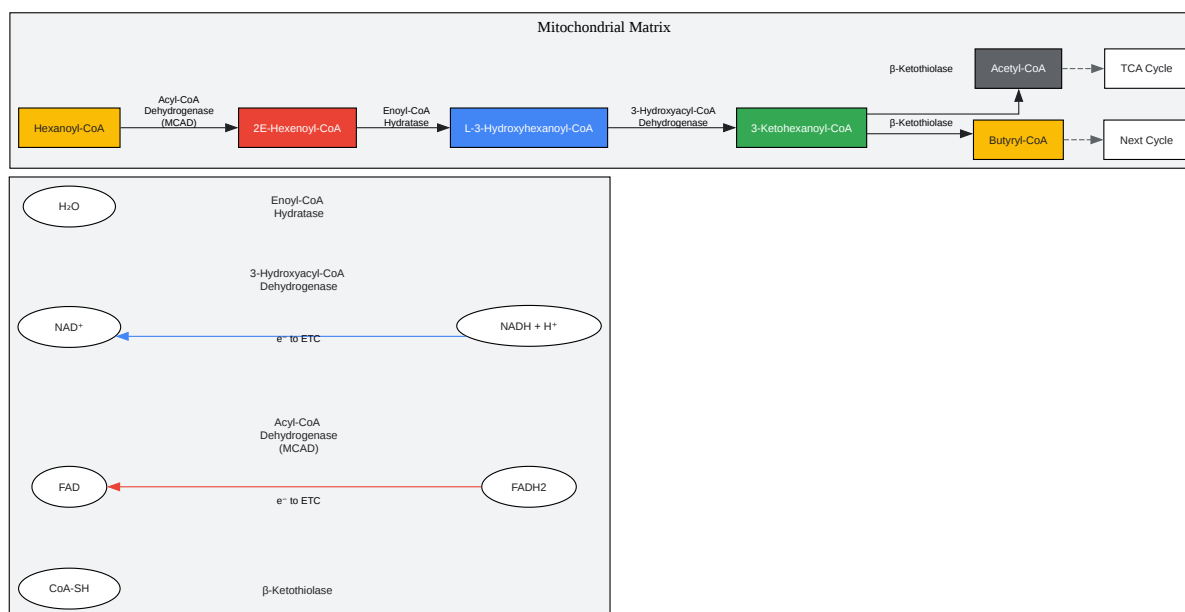 Mitochondrial Matrix
β-Ketothiolase
Acetyl-CoA
TCA Cycle
Hexanoyl-CoA
Acyl-CoA
Dehydrogenase
(MCAD)
2E-Hexenoyl-CoA
Enoyl-CoA
Hydratase
L-3-Hydroxyhexanoyl-CoA
3-Hydroxyacyl-CoA
Dehydrogenase
3-Ketohexanoyl-CoA
β-Ketothiolase
Butyryl-CoA
Next Cycle
H₂O
Enoyl-CoA
Hydratase
3-Hydroxyacyl-CoA
Dehydrogenase
NAD⁺
e⁻ to ETC
NADH + H⁺
Acyl-CoA
Dehydrogenase
(MCAD)
FAD
e⁻ to ETC
FADH2
CoA-SH
β-Ketothiolase